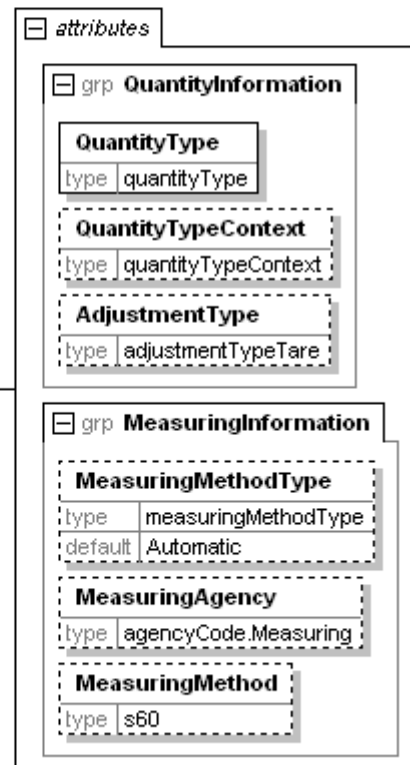 attributes
grp QuantityInformation
QuantityType
type quantityType
QuantityTypeContext
type quantityTypeContext
AdjustmentType
type adjustmentTypeTare
grp MeasuringInformation
MeasuringMethodType
type measuringMethodType
default Automatic
MeasuringAgency
type agencyCode.Measuring
MeasuringMethod
type s60